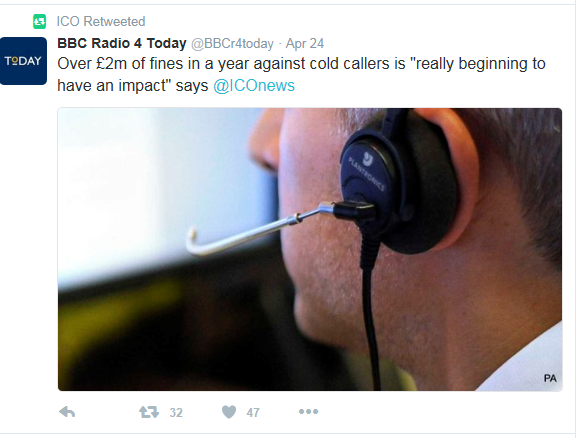 ICO Retweeted
BBC Radio 4 Today @BBCr4today · Apr 24
TODAY
Over £2m of fines in a year against cold callers is "really beginning to
have an impact" says @ICOnews
PLANTRONICS
PA
32 47